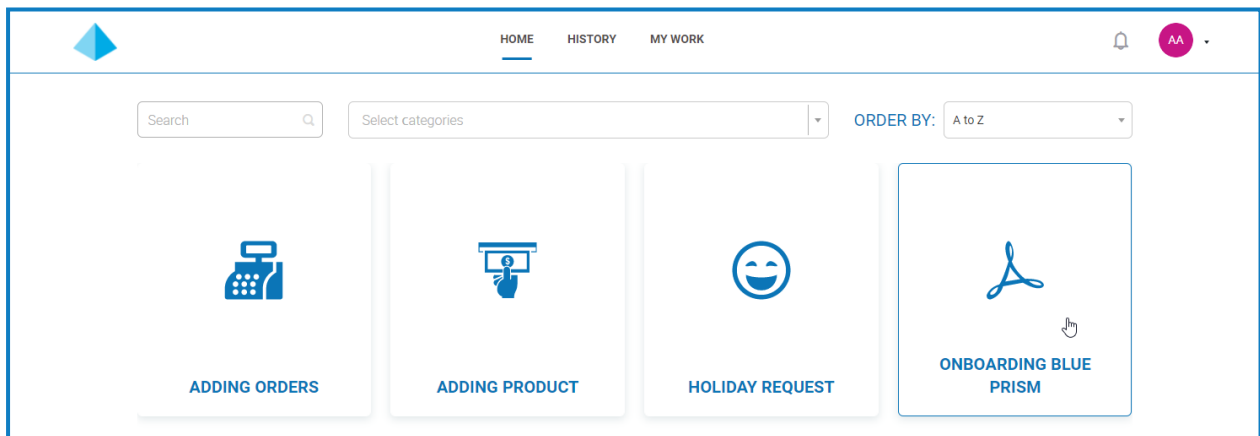 HOME HISTORY MY WORK AA
Search Select categories ORDER BY: A to Z
$
ADDING ORDERS ADDING PRODUCT HOLIDAY REQUEST ONBOARDING BLUE
PRISM